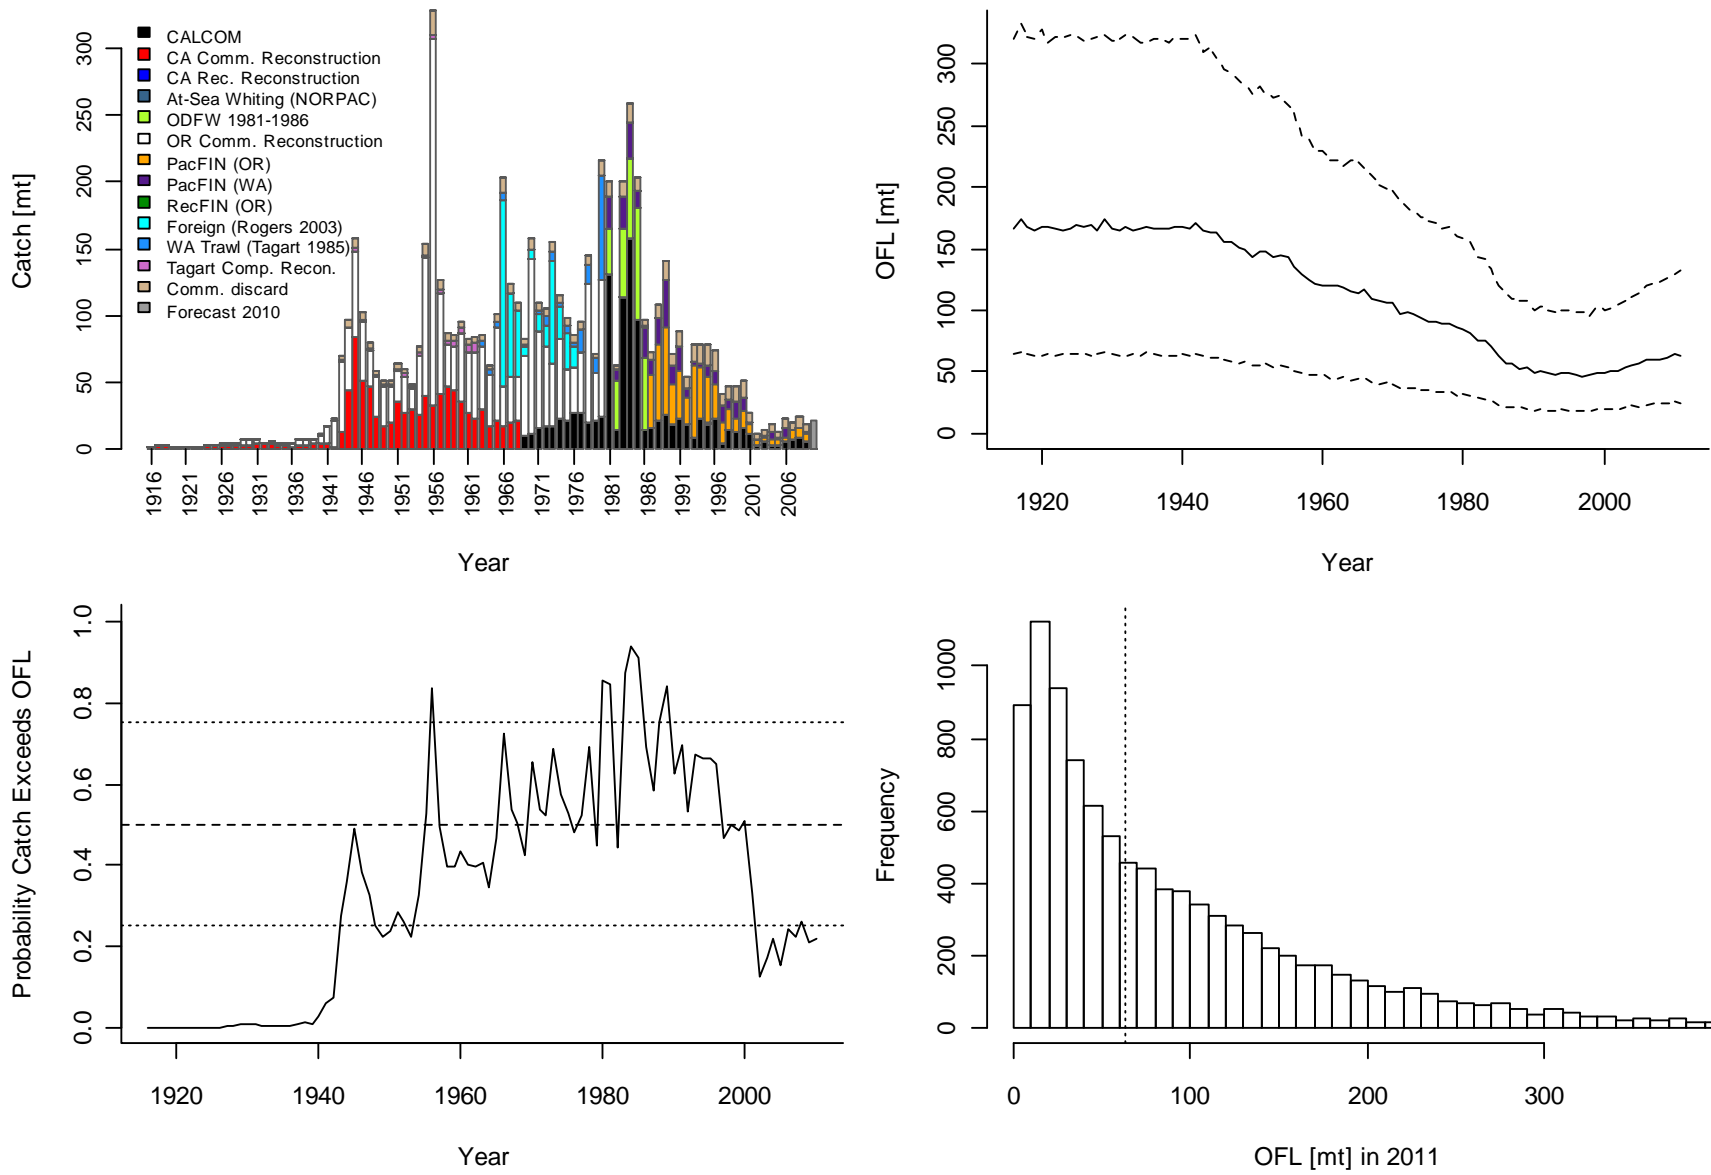 Catch [mt]
0
50
100
150
200
250
300
CALCOM
CA Comm. Reconstruction
CA Rec. Reconstruction
At-Sea Whiting (NORPAC)
ODFW 1981-1986
OR Comm. Reconstruction
PacFIN (OR)
PacFIN (WA)
RecFIN (OR)
Foreign (Rogers 2003)
WA Trawl (Tagart 1985)
Tagart Comp. Recon.
Comm. discard
Forecast 2010
1916
1921
1926
1931
1936
1941
1946
1951
1956
1961
1966
1971
1976
1981
1986
1991
1996
2001
2006
Year
OFL [mt]
0
50
100
150
200
250
300
1920
1940
1960
1980
2000
Year
Probability Catch Exceeds OFL
0.0
0.2
0.4
0.6
0.8
1.0
1920
1940
1960
1980
2000
Year
Frequency
0
200
400
600
800
1000
0
100
200
300
OFL [mt] in 2011